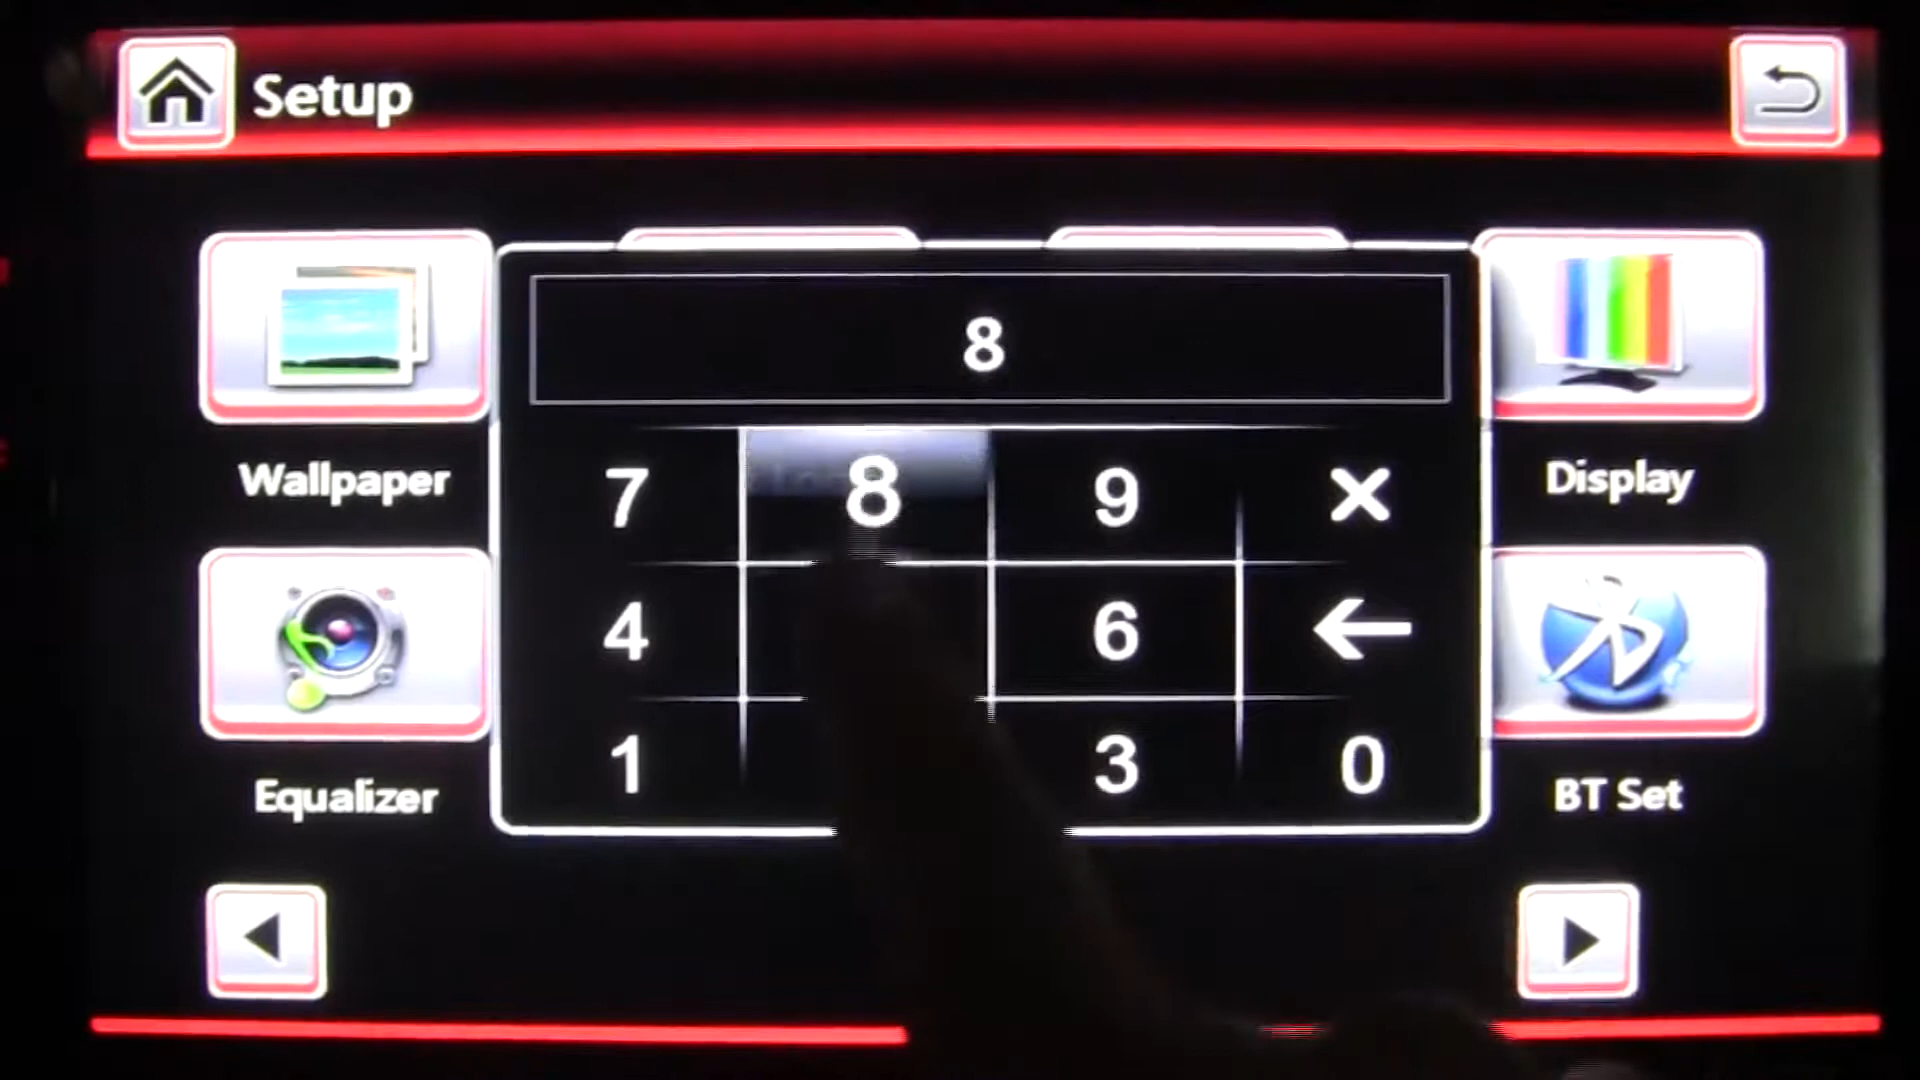 Setup
8
7 8 9 ×
4 6 ←
1 3 0
Wallpaper
Display
Equalizer
BT Set